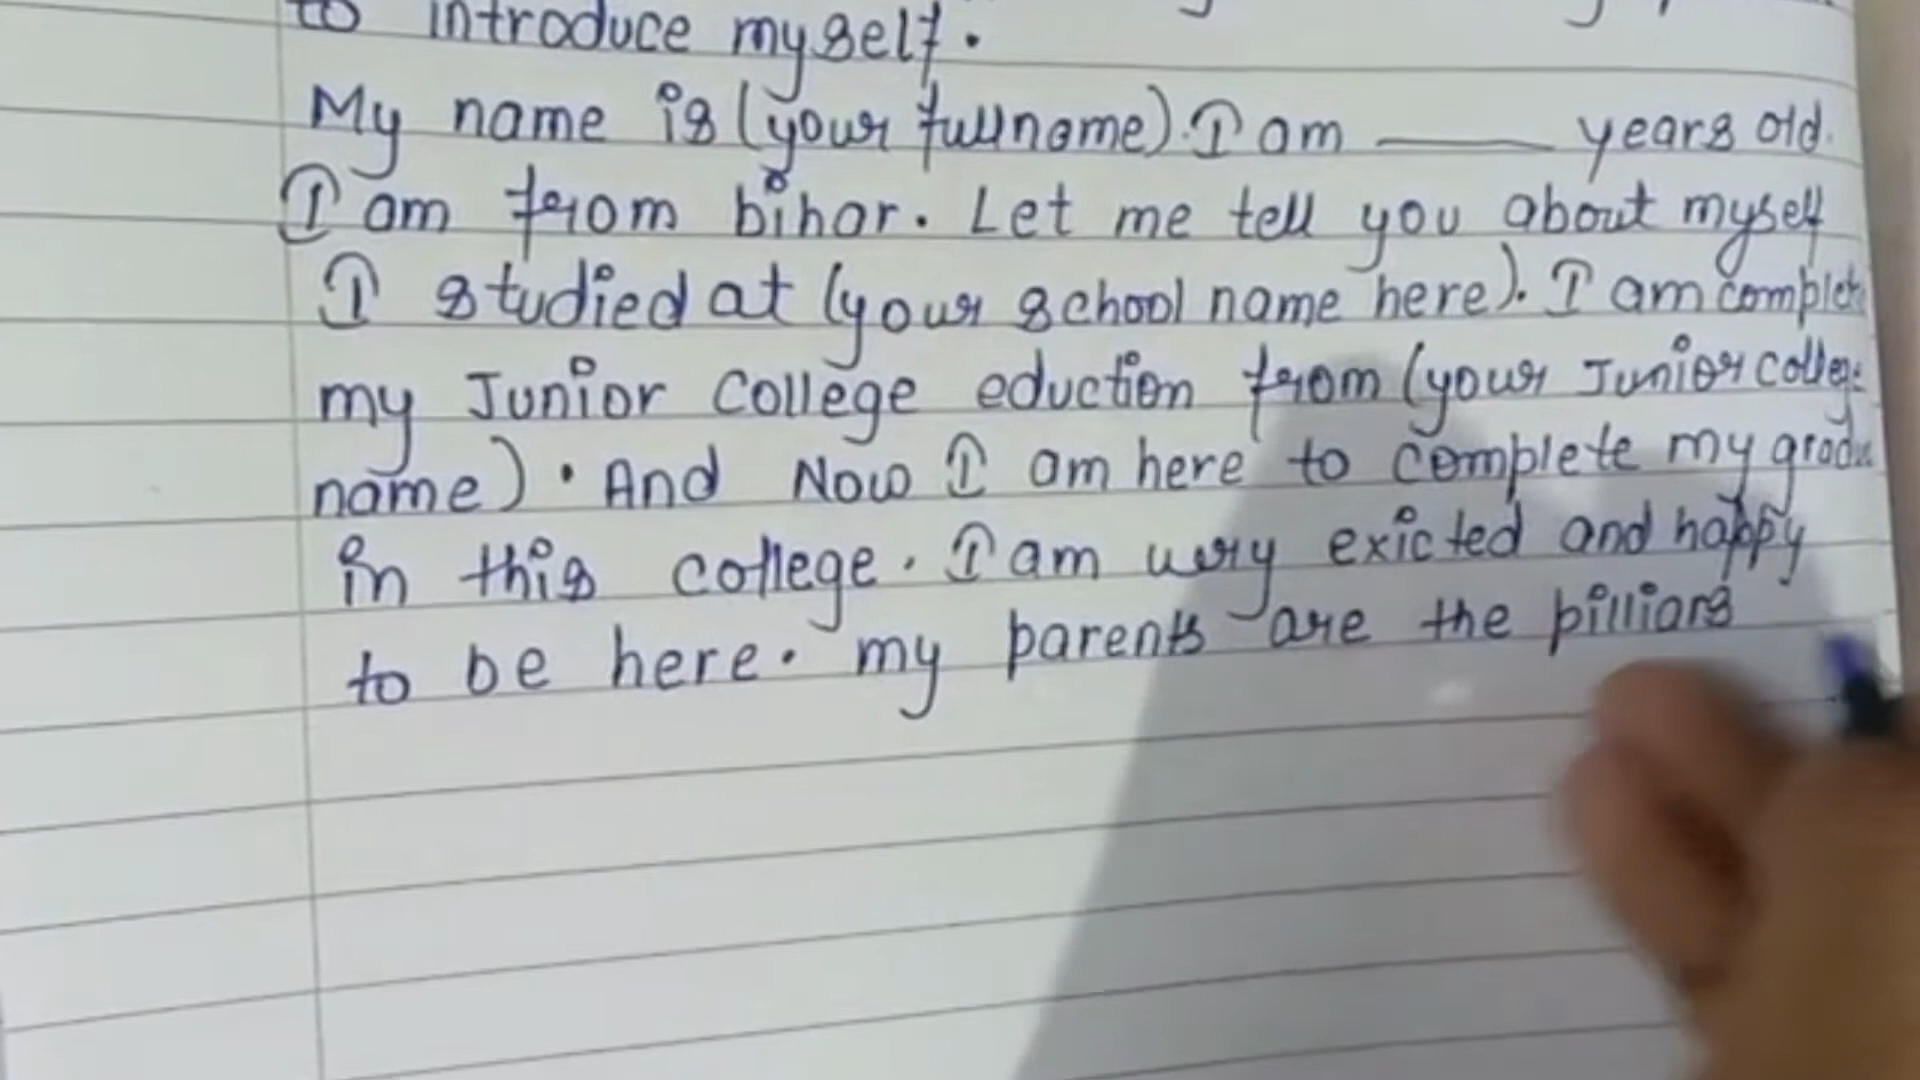 to introduce myself.
My name is (your fullname). I am ____ years old.
I am from bihar. Let me tell you about myself
I studied at (your school name here). I am complete
my Junior College eduction from (your Junior college
name). And Now I am here to complete my gradu
in this college. I am very exicted and happy
to be here. my parents are the pilliars